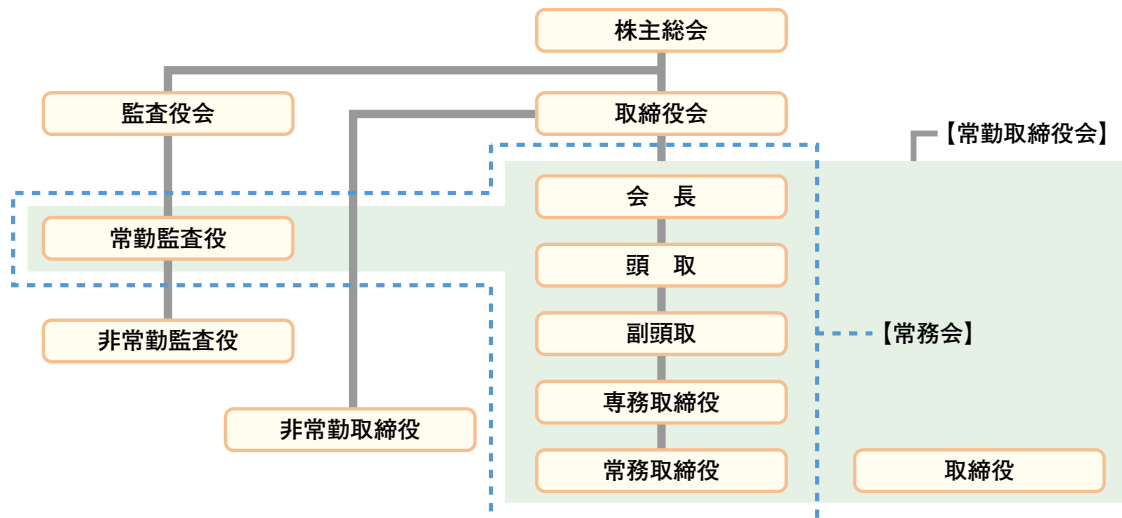 株主総会
監査役会
取締役会
【常勤取締役会】
会　長
常勤監査役
頭　取
非常勤監査役
副頭取
【常務会】
専務取締役
非常勤取締役
常務取締役
取締役